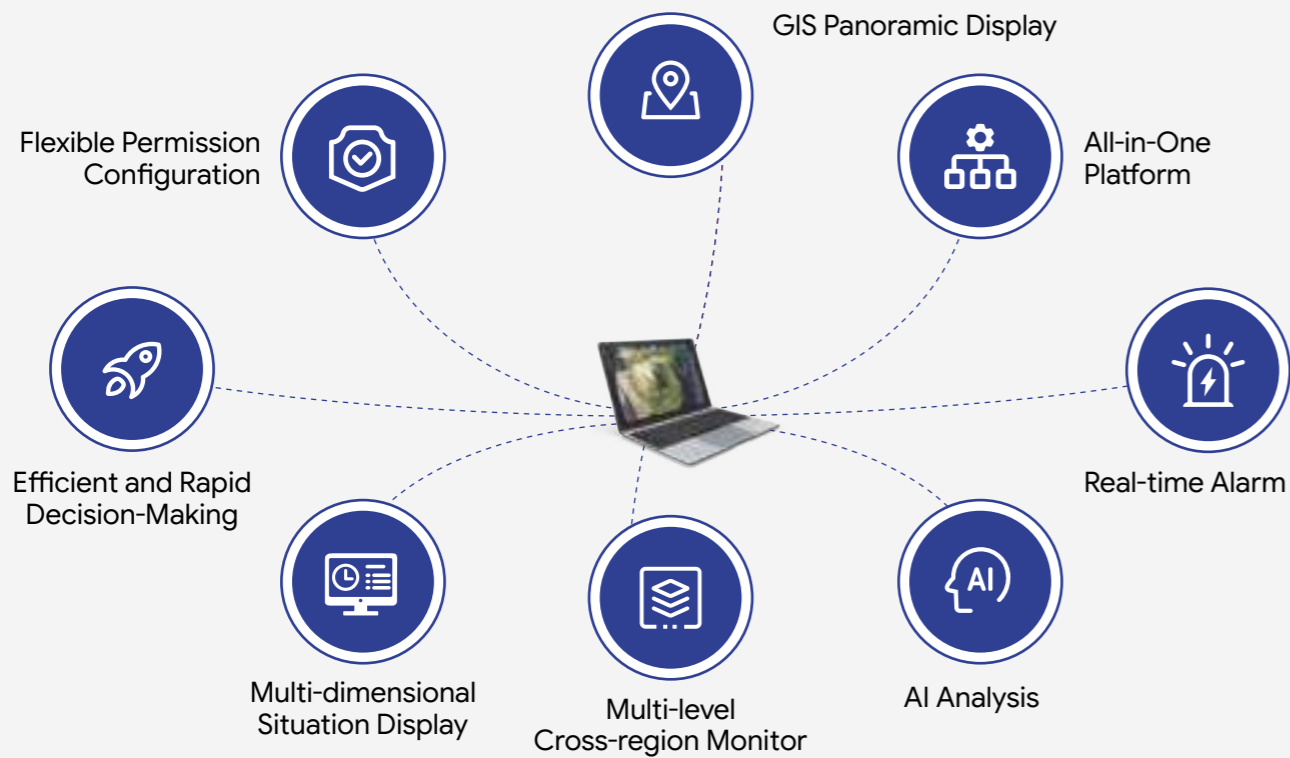 GIS Panoramic Display
Flexible Permission
Configuration
All-in-One
Platform
Efficient and Rapid
Decision-Making
Real-time Alarm
Multi-dimensional
Situation Display
Multi-level
Cross-region Monitor
AI
AI Analysis